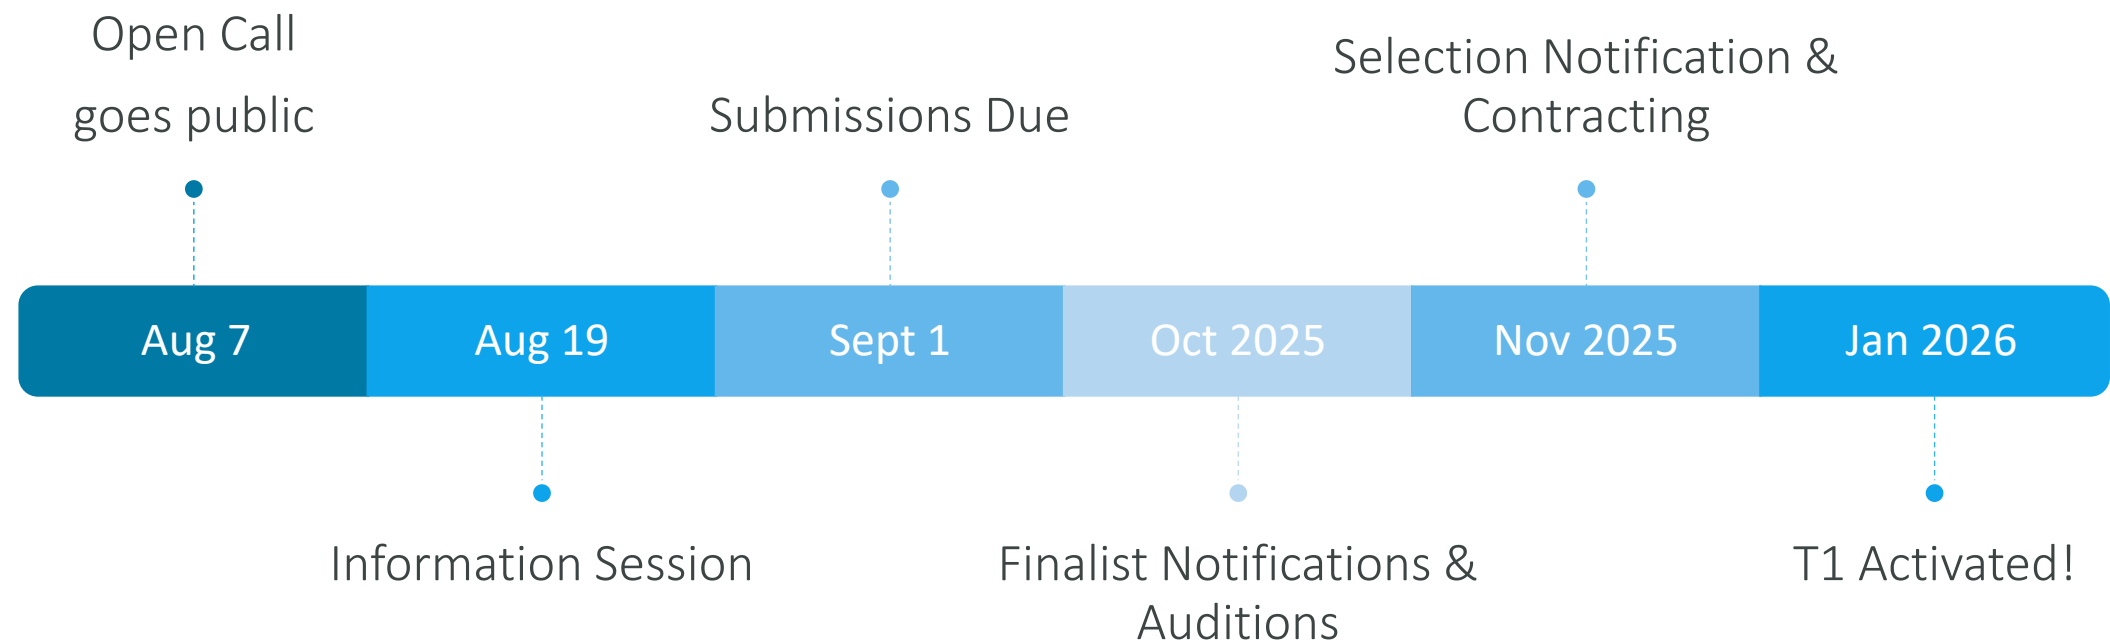 Open Call
goes public
Submissions Due
Selection Notification &
Contracting
Aug 7
Aug 19
Sept 1
Oct 2025
Nov 2025
Jan 2026
Information Session
Finalist Notifications &
Auditions
T1 Activated!